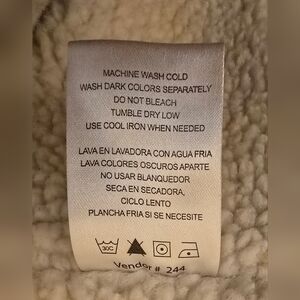 MACHINE WASH COLD
WASH DARK COLORS SEPARATELY
DO NOT BLEACH
TUMBLE DRY LOW
USE COOL IRON WHEN NEEDED
LAVA EN LAVADORA CON AGUA FRIA
LAVA COLORES OSCUROS APARTE
NO USAR BLANQUEDOR
SECA EN SECADORA,
CICLO LENTO
PLANCHA FRIA SI SE NECESITE
30C
Vendor # 244